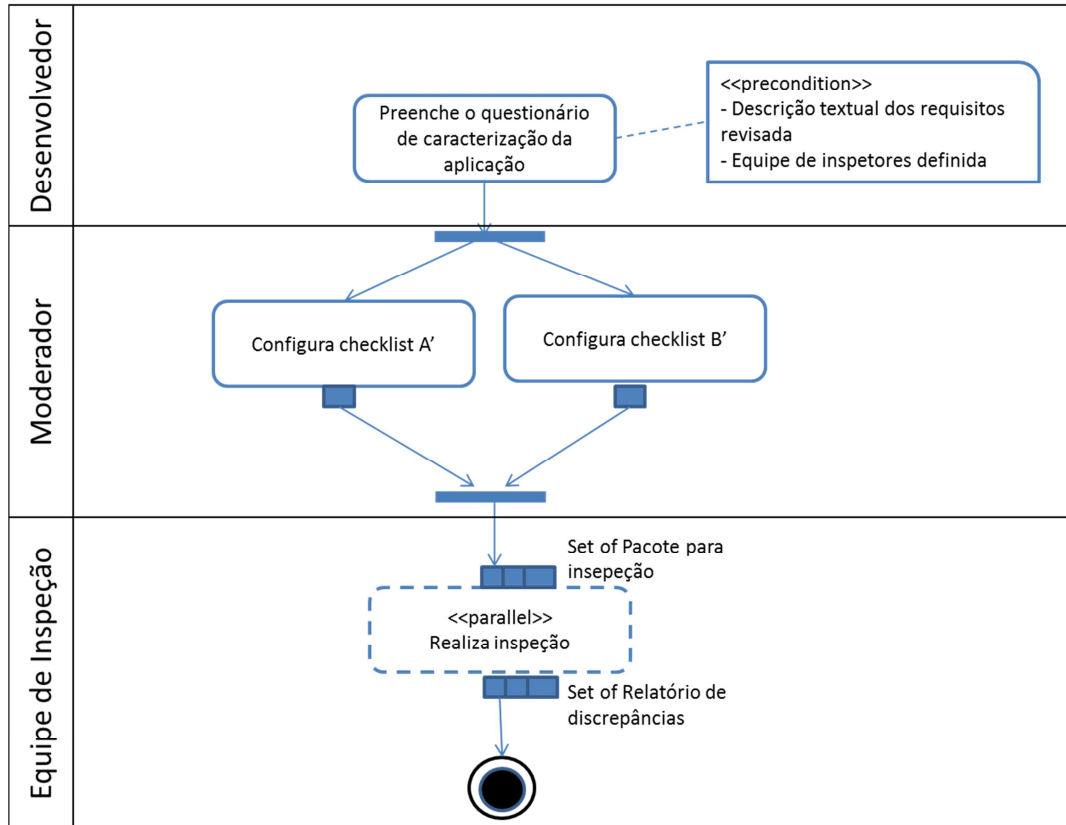 Desenvolvedor
Preenche o questionário
de caracterização da
aplicação
<<precondition>>
- Descrição textual dos requisitos
revisada
- Equipe de inspetores definida
Moderador
Configura checklist A’
Configura checklist B’
Equipe de Inspeção
Set of Pacote para
insepeção
<<parallel>>
Realiza inspeção
Set of Relatório de
discrepâncias